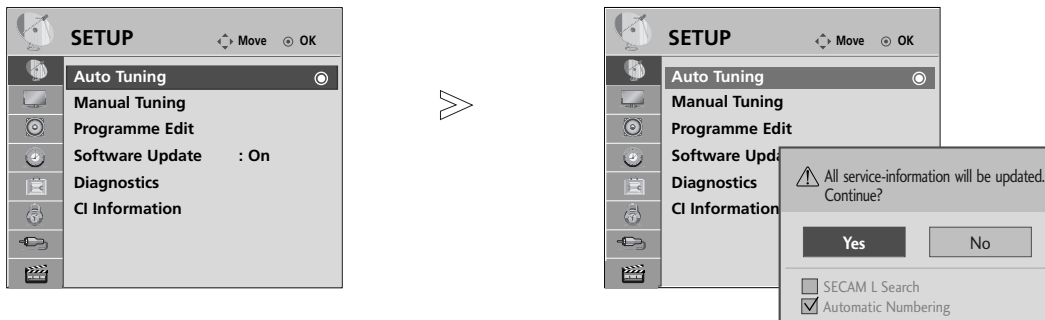 SETUP
Move OK
Auto Tuning
Manual Tuning
Programme Edit
Software Update : On
Diagnostics
CI Information
SETUP
Move OK
Auto Tuning
Manual Tuning
Programme Edit
Software Upda
Diagnostics
CI Information
All service-information will be updated.
Continue?
Yes No
SECAM L Search
Automatic Numbering